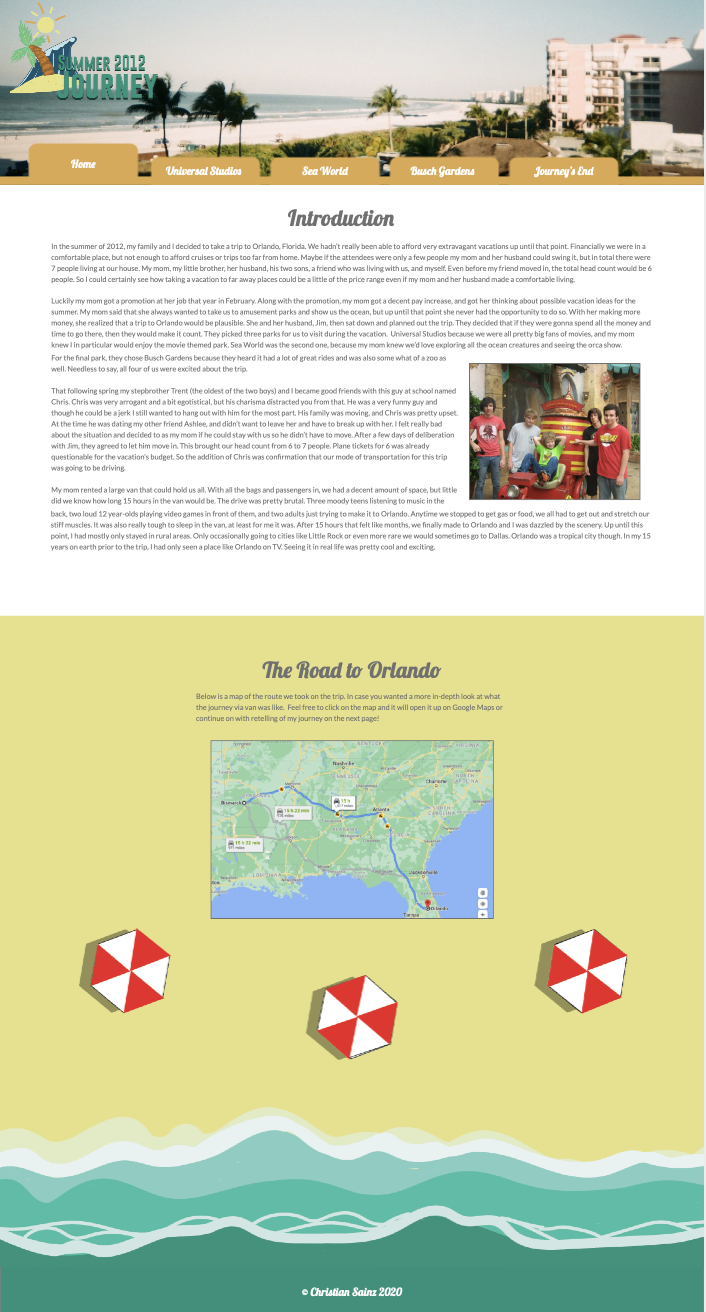 SUMMER 2012
JOURNEY
Home
Universal Studios
Sea World
Busch Gardens
Journey's End
Introduction
In the summer of 2012, my family and I decided to take a trip to Orlando, Florida. We hadn't really been able to afford very extravagant vacations up until that point. Financially we were in a
comfortable place, but not enough to afford cruises or trips too far from home. Maybe if the attendees were only a few people my mom and her husband could swing it, but in total there were
7 people living at our house. My mom, my little brother, her husband, his two sons, a friend who was living with us, and myself. Even before my friend moved in, the total head count would be 6
people. So I could certainly see how taking a vacation to far away places could be a little of the price range even if my mom and her husband made a comfortable living.
Luckily my mom got a promotion at her job that year in February. Along with the promotion, my mom got a decent pay increase, and got her thinking about possible vacation ideas for the
summer. My mom said that she always wanted to take us to amusement parks and show us the ocean, but up until that point she never had the opportunity to do so. With her making more
money, she realized that a trip to Orlando would be plausible. She and her husband, Jim, then sat down and planned out the trip. They decided that if they were gonna spend all the money and
time to go there, then they would make it count. They picked three parks for us to visit during the vacation. Universal Studios because we were all pretty big fans of movies, and my mom
knew I in particular would enjoy the movie themed park. Sea World was the second one, because my mom knew we'd love exploring all the ocean creatures and seeing the orca show.
For the final park, they chose Busch Gardens because they heard it had a lot of great rides and was also some what of a zoo as
well. Needless to say, all four of us were excited about the trip.
That following spring my stepbrother Trent (the oldest of the two boys) and I became good friends with this guy at school named
Chris. Chris was very arrogant and a bit egotistical, but his charisma distracted you from that. He was a very funny guy and
though he could be a jerk I still wanted to hang out with him for the most part. His family was moving, and Chris was pretty upset.
At the time he was dating my other friend Ashlee, and didn't want to leave her and have to break up with her. I felt really bad
about the situation and decided to as my mom if he could stay with us so he didn't have to move. After a few days of deliberation
with Jim, they agreed to let him move in. This brought our head count from 6 to 7 people. Plane tickets for 6 was already
questionable for the vacation's budget. So the addition of Chris was confirmation that our mode of transportation for this trip
was going to be driving.
My mom rented a large van that could hold us all. With all the bags and passengers in, we had a decent amount of space, but little
did we know how long 15 hours in the van would be. The drive was pretty brutal. Three moody teens listening to music in the
back, two loud 12 year-olds playing video games in front of them, and two adults just trying to make it to Orlando. Anytime we stopped to get gas or food, we all had to get out and stretch our
stiff muscles. It was also really tough to sleep in the van, at least for me it was. After 15 hours that felt like months, we finally made to Orlando and I was dazzled by the scenery. Up until this
point, I had mostly only stayed in rural areas. Only occasionally going to cities like Little Rock or even more rare we would sometimes go to Dallas. Orlando was a tropical city though. In my 15
years on earth prior to the trip, I had only seen a place like Orlando on TV. Seeing it in real life was pretty cool and exciting.
The Road to Orlando
Below is a map of the route we took on the trip. In case you wanted a more in-depth look at what
the journey via van was like. Feel free to click on the map and it will open it up on Google Maps or
continue on with retelling of my journey on the next page!
Nashville
Charlotte
NORTH
CAROLINA
Bismarck
15 h
14 h 22 min
Atlanta
15 h 22 min
LOUISIANA
Jacksonville
Orlando
Tampa
© Christian Sainz 2020